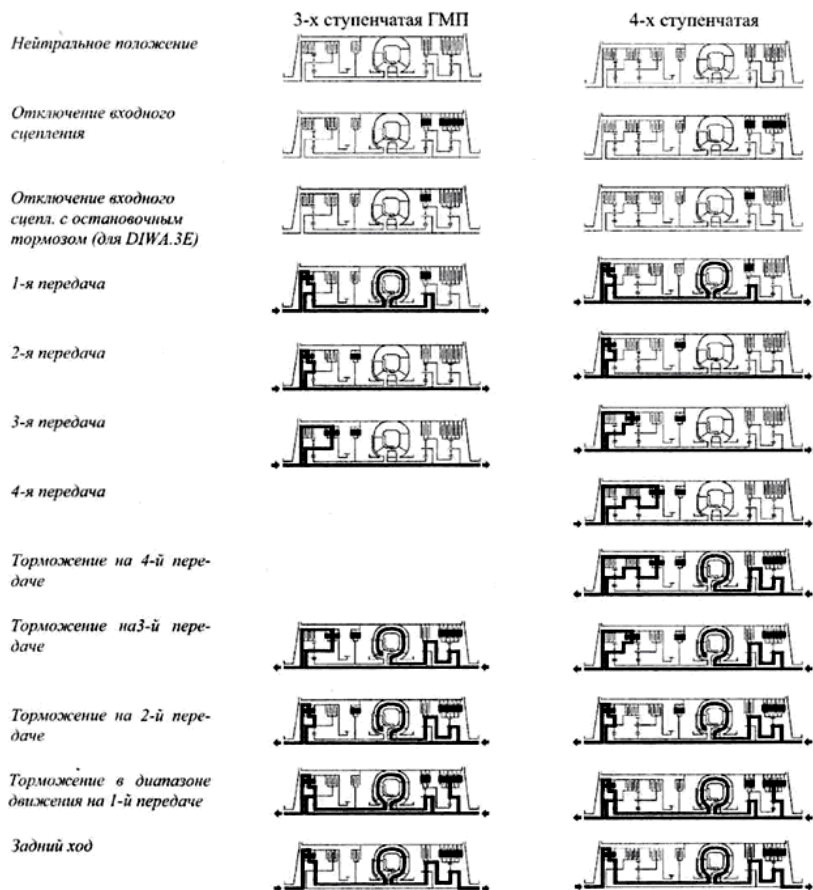 3-х ступенчатая ГМП
4-х ступенчатая
Нейтральное положение
Отключение входного
сцепления
Отключение входного
сцепл. с остановочным
тормозом (для DIWA.3E)
1-я передача
2-я передача
3-я передача
4-я передача
Торможение на 4-й пере-
даче
Торможение на3-й пере-
даче
Торможение на 2-й пере-
даче
Торможение в диапазоне
движения на 1-й передаче
Задний ход